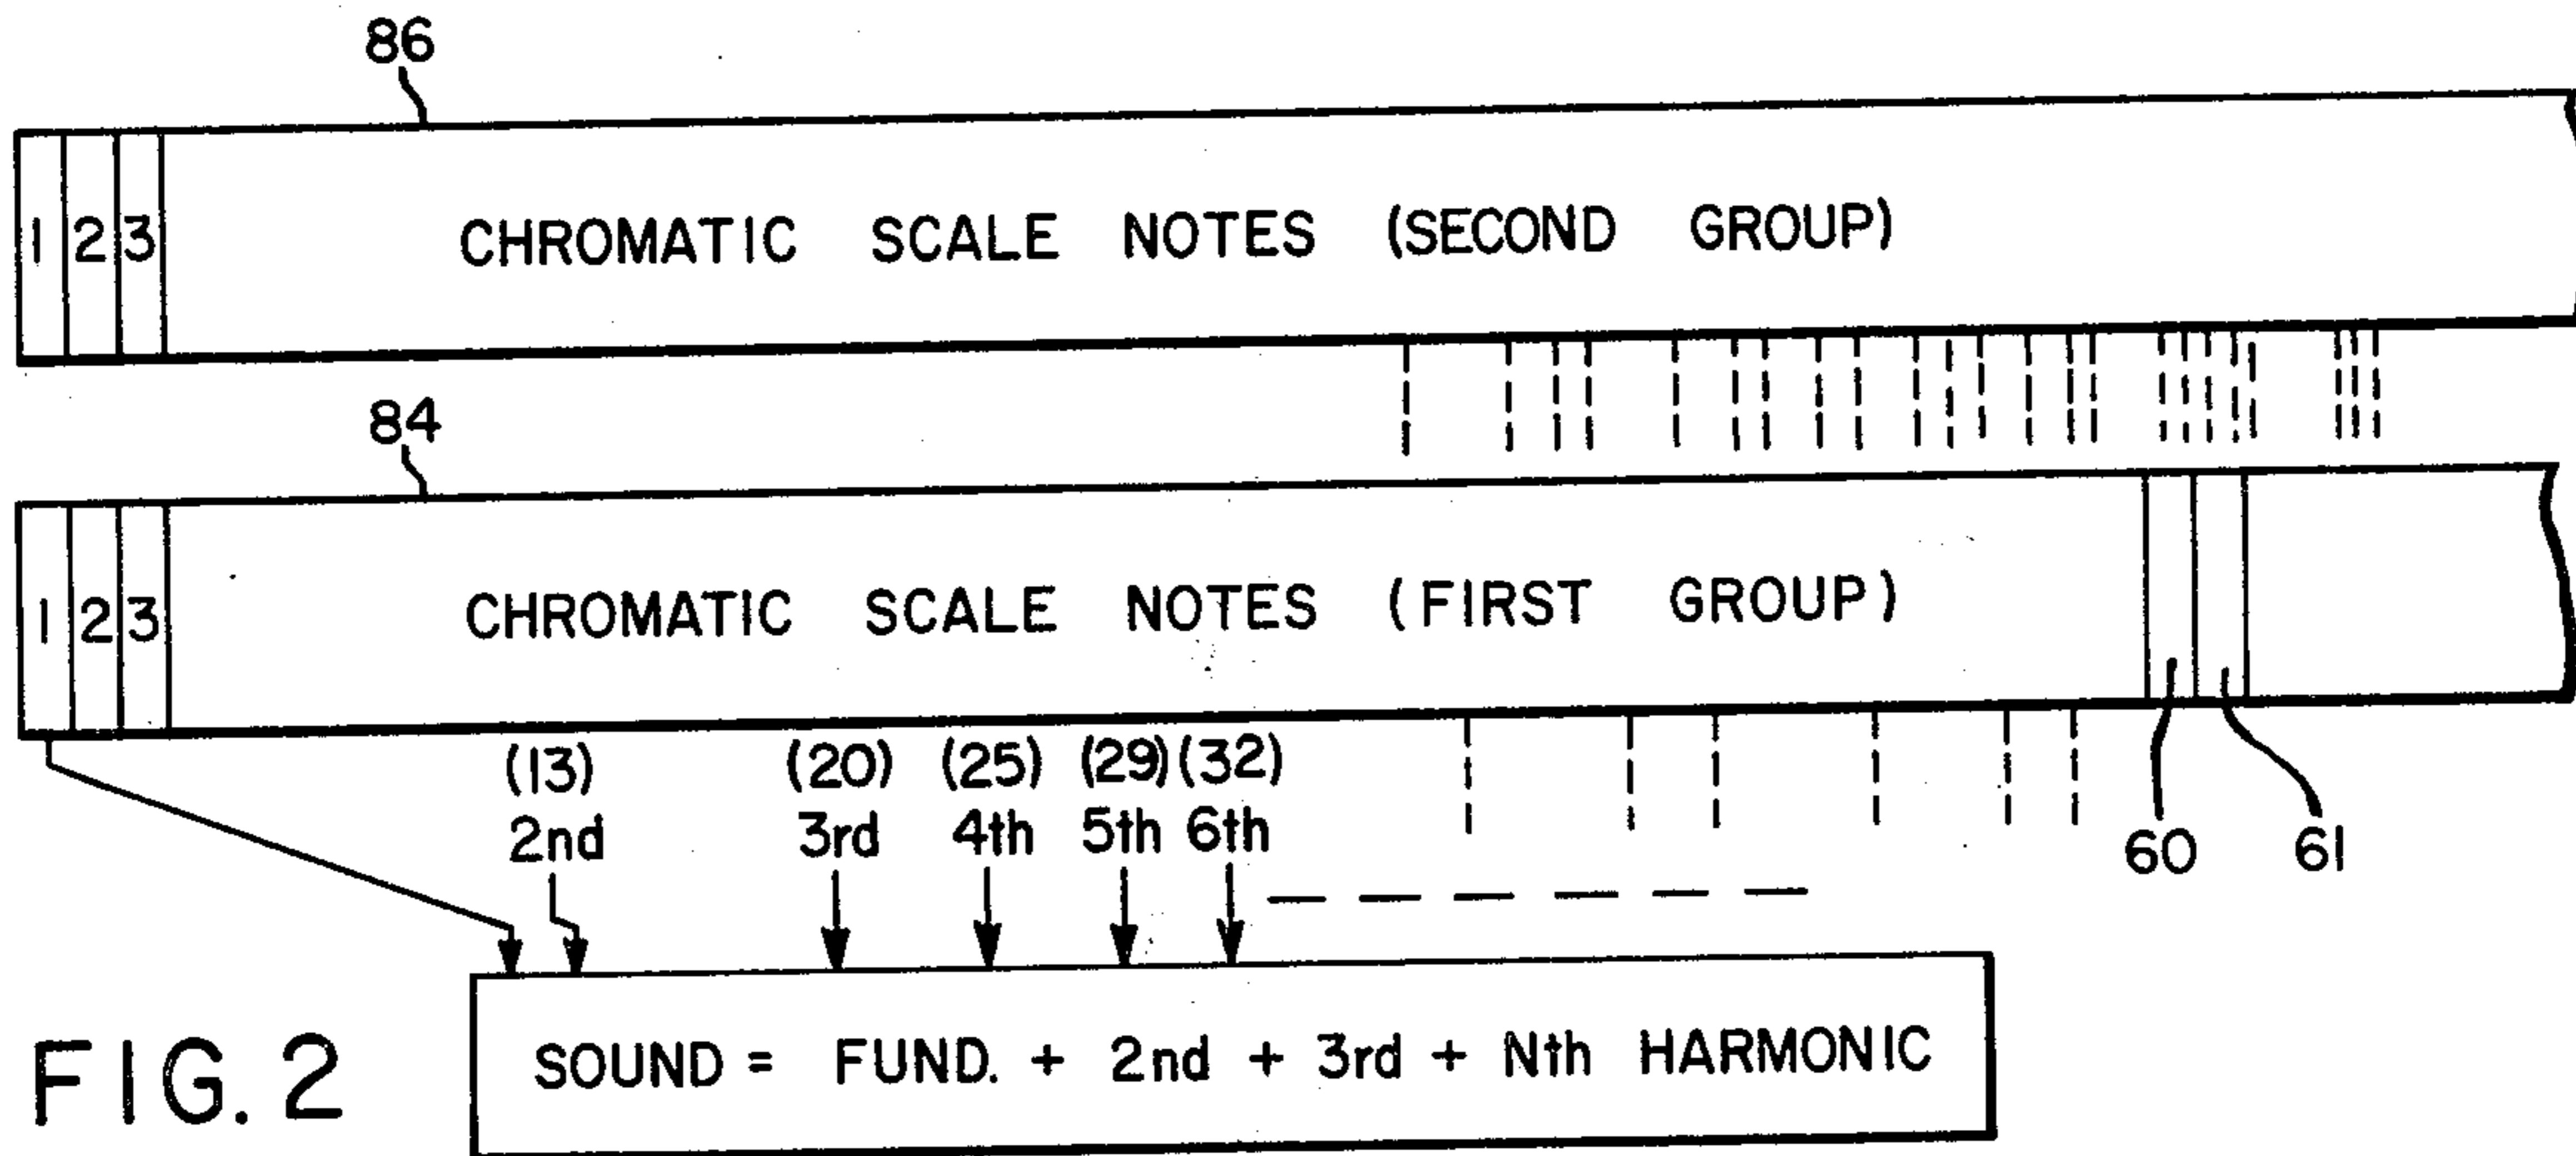 86
1 2 3 CHROMATIC SCALE NOTES (SECOND GROUP)
84
1 2 3 CHROMATIC SCALE NOTES (FIRST GROUP)
(13) (20) (25) (29) (32)
2nd 3rd 4th 5th 6th
60 61
SOUND = FUND. + 2nd + 3rd + Nth HARMONIC
FIG. 2